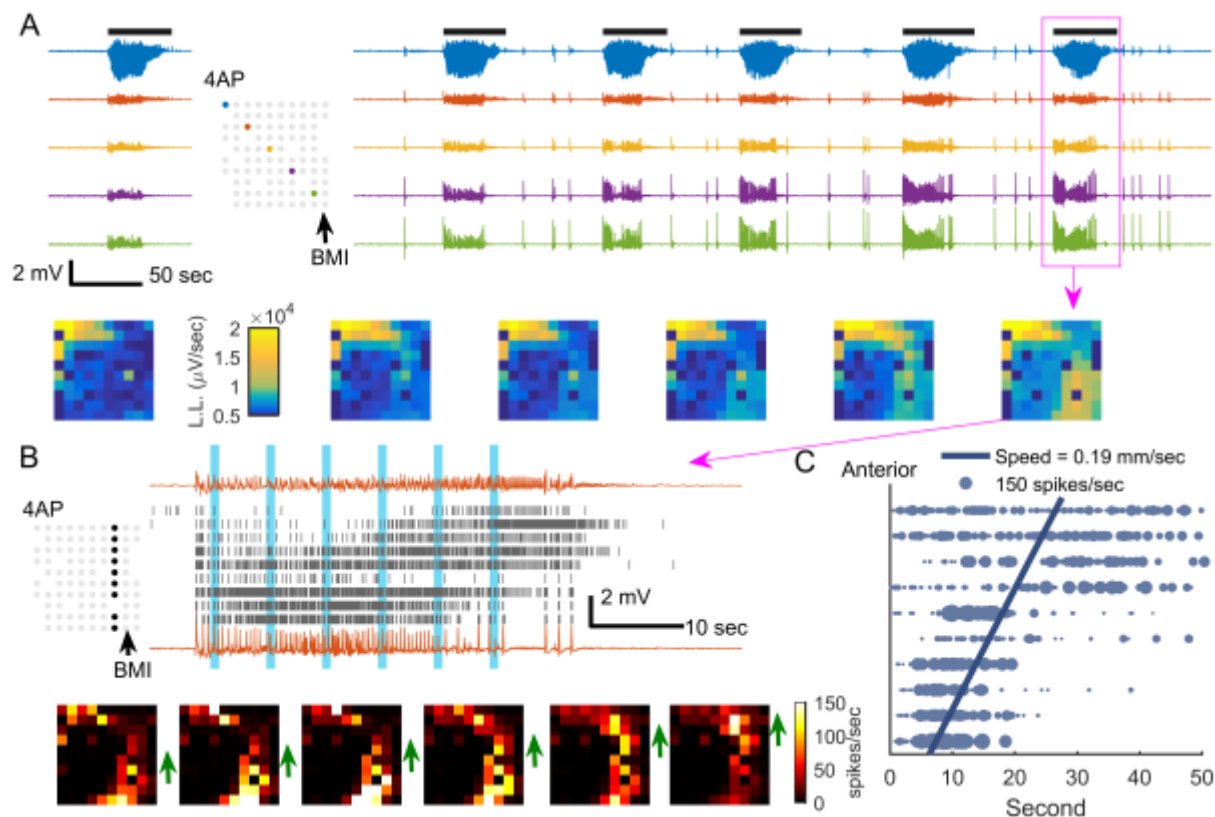 A
4AP
BMI
2 mV
50 sec
L.L. (µV/sec)
×10⁴
2
1.5
1
0.5
B
4AP
BMI
2 mV
10 sec
150
100
50
0
spikes/sec
C
Anterior
Speed = 0.19 mm/sec
150 spikes/sec
0 10 20 30 40 50
Second